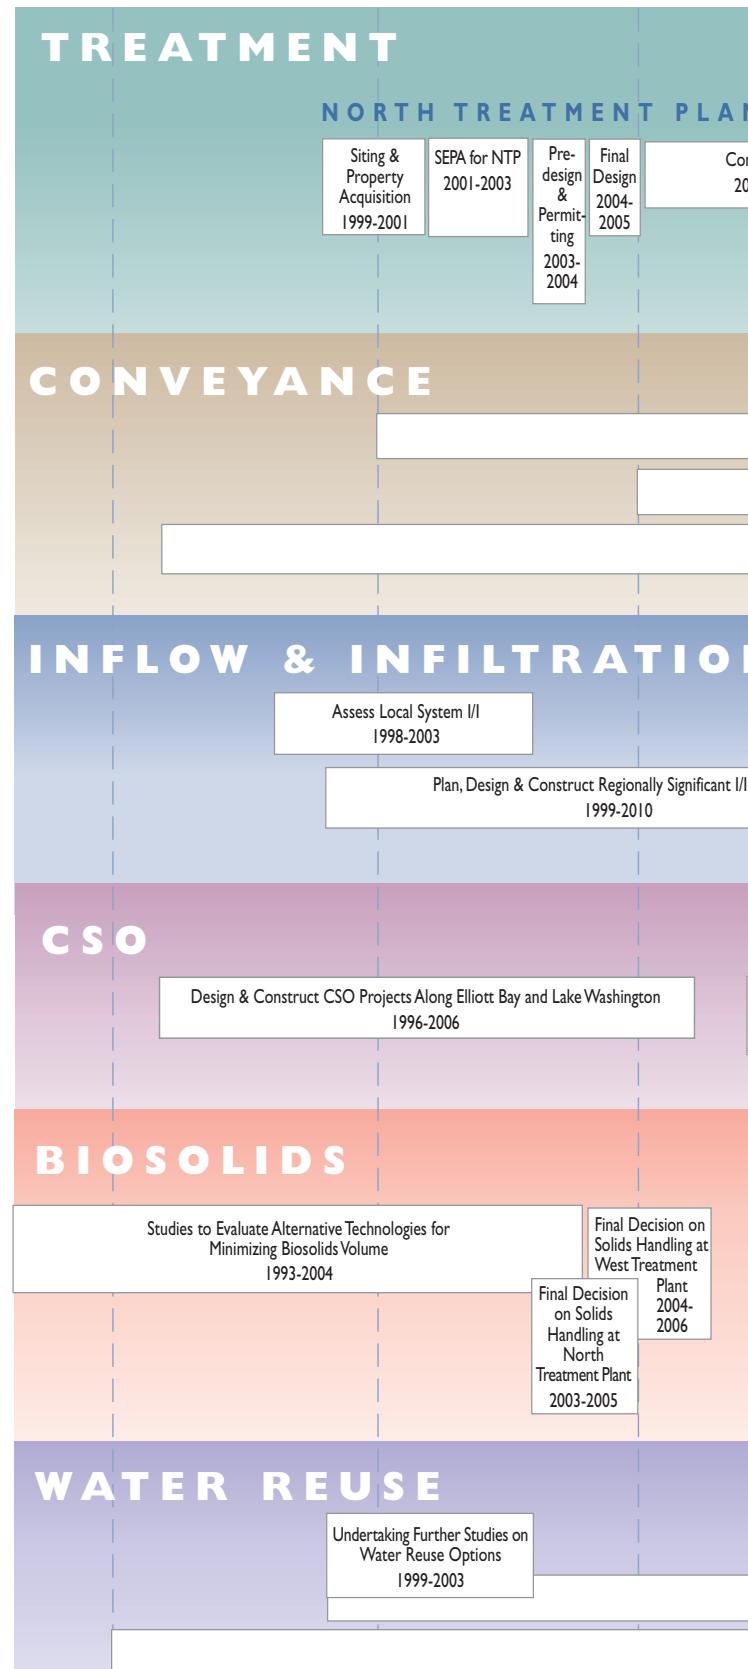 TREATMENT
NORTH TREATMENT
Siting &
Property
Acquisition
1999-2001
SEPA for NTP
2001-2003
Pre-
design
&
Permit-
ting
2003-
2004
Final
Design
2004-
2005
CONVEYANCE
INFLOW & INFILTRATIO
Assess Local System I/I
1998-2003
Plan, Design & Construct Regionally Significant I/I
1999-2010
CSO
Design & Construct CSO Projects Along Elliott Bay and Lake Washington
1996-2006
BIOSOLIDS
Studies to Evaluate Alternative Technologies for
Minimizing Biosolids Volume
1993-2004
Final Decision on
Solids Handling at
West Treatment
Plant
2004-
2006
Final Decision
on Solids
Handling at
North
Treatment Plant
2003-2005
WATER REUSE
Undertaking Further Studies on
Water Reuse Options
1999-2003